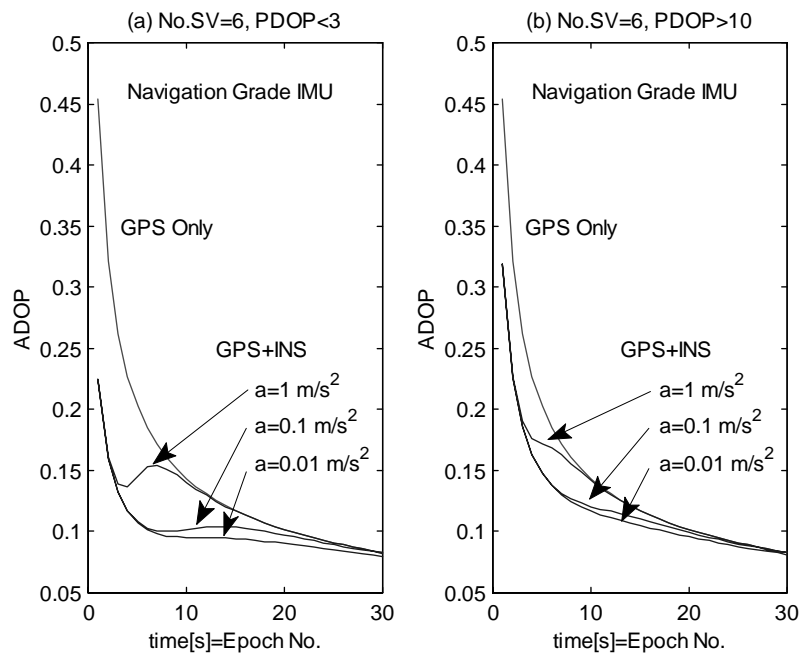 (a) No.SV=6, PDOP<3
0.5
0.45
0.4
0.35
0.3
0.25
0.2
0.15
0.1
0.05
ADOP
Navigation Grade IMU
GPS Only
GPS+INS
a=1 m/s²
a=0.1 m/s²
a=0.01 m/s²
0 10 20 30
time[s]=Epoch No.
(b) No.SV=6, PDOP>10
0.5
0.45
0.4
0.35
0.3
0.25
0.2
0.15
0.1
0.05
ADOP
Navigation Grade IMU
GPS Only
GPS+INS
a=1 m/s²
a=0.1 m/s²
a=0.01 m/s²
0 10 20 30
time[s]=Epoch No.